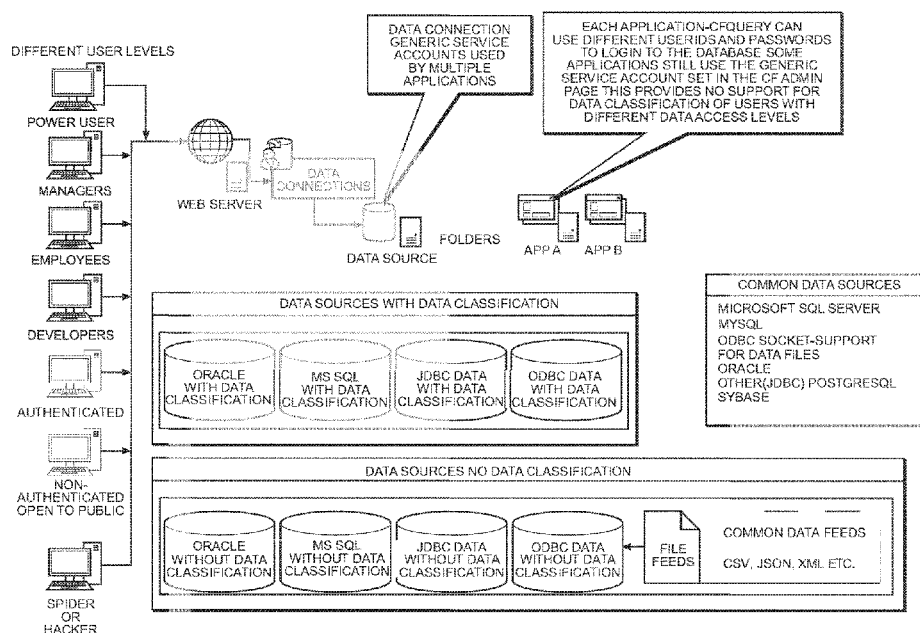 DIFFERENT USER LEVELS
POWER USER
MANAGERS
EMPLOYEES
DEVELOPERS
AUTHENTICATED
NON-
AUTHENTICATED
OPEN TO PUBLIC
SPIDER
OR
HACKER
WEB SERVER
DATA
CONNECTIONS
DATA SOURCE
FOLDERS
DATA CONNECTION
GENERIC SERVICE
ACCOUNTS USED
BY MULTIPLE
APPLICATIONS
EACH APPLICATION-CFQUERY CAN
USE DIFFERENT USERIDS AND PASSWORDS
TO LOGIN TO THE DATABASE SOME
APPLICATIONS STILL USE THE GENERIC
SERVICE ACCOUNT SET IN THE CF ADMIN
PAGE THIS PROVIDES NO SUPPORT FOR
DATA CLASSIFICATION OF USERS WITH
DIFFERENT DATA ACCESS LEVELS
APP A
APP B
COMMON DATA SOURCES
MICROSOFT SQL SERVER
MYSQL
ODBC SOCKET-SUPPORT
FOR DATA FILES
ORACLE
OTHER(JDBC) POSTGRESQL
SYBASE
DATA SOURCES WITH DATA CLASSIFICATION
ORACLE
WITH DATA
CLASSIFICATION
MS SQL
WITH DATA
CLASSIFICATION
JDBC DATA
WITH DATA
CLASSIFICATION
ODBC DATA
WITH DATA
CLASSIFICATION
DATA SOURCES NO DATA CLASSIFICATION
ORACLE
WITHOUT DATA
CLASSIFICATION
MS SQL
WITHOUT DATA
CLASSIFICATION
JDBC DATA
WITHOUT DATA
CLASSIFICATION
ODBC DATA
WITHOUT DATA
CLASSIFICATION
FILE
FEEDS
COMMON DATA FEEDS
CSV, JSON, XML ETC.